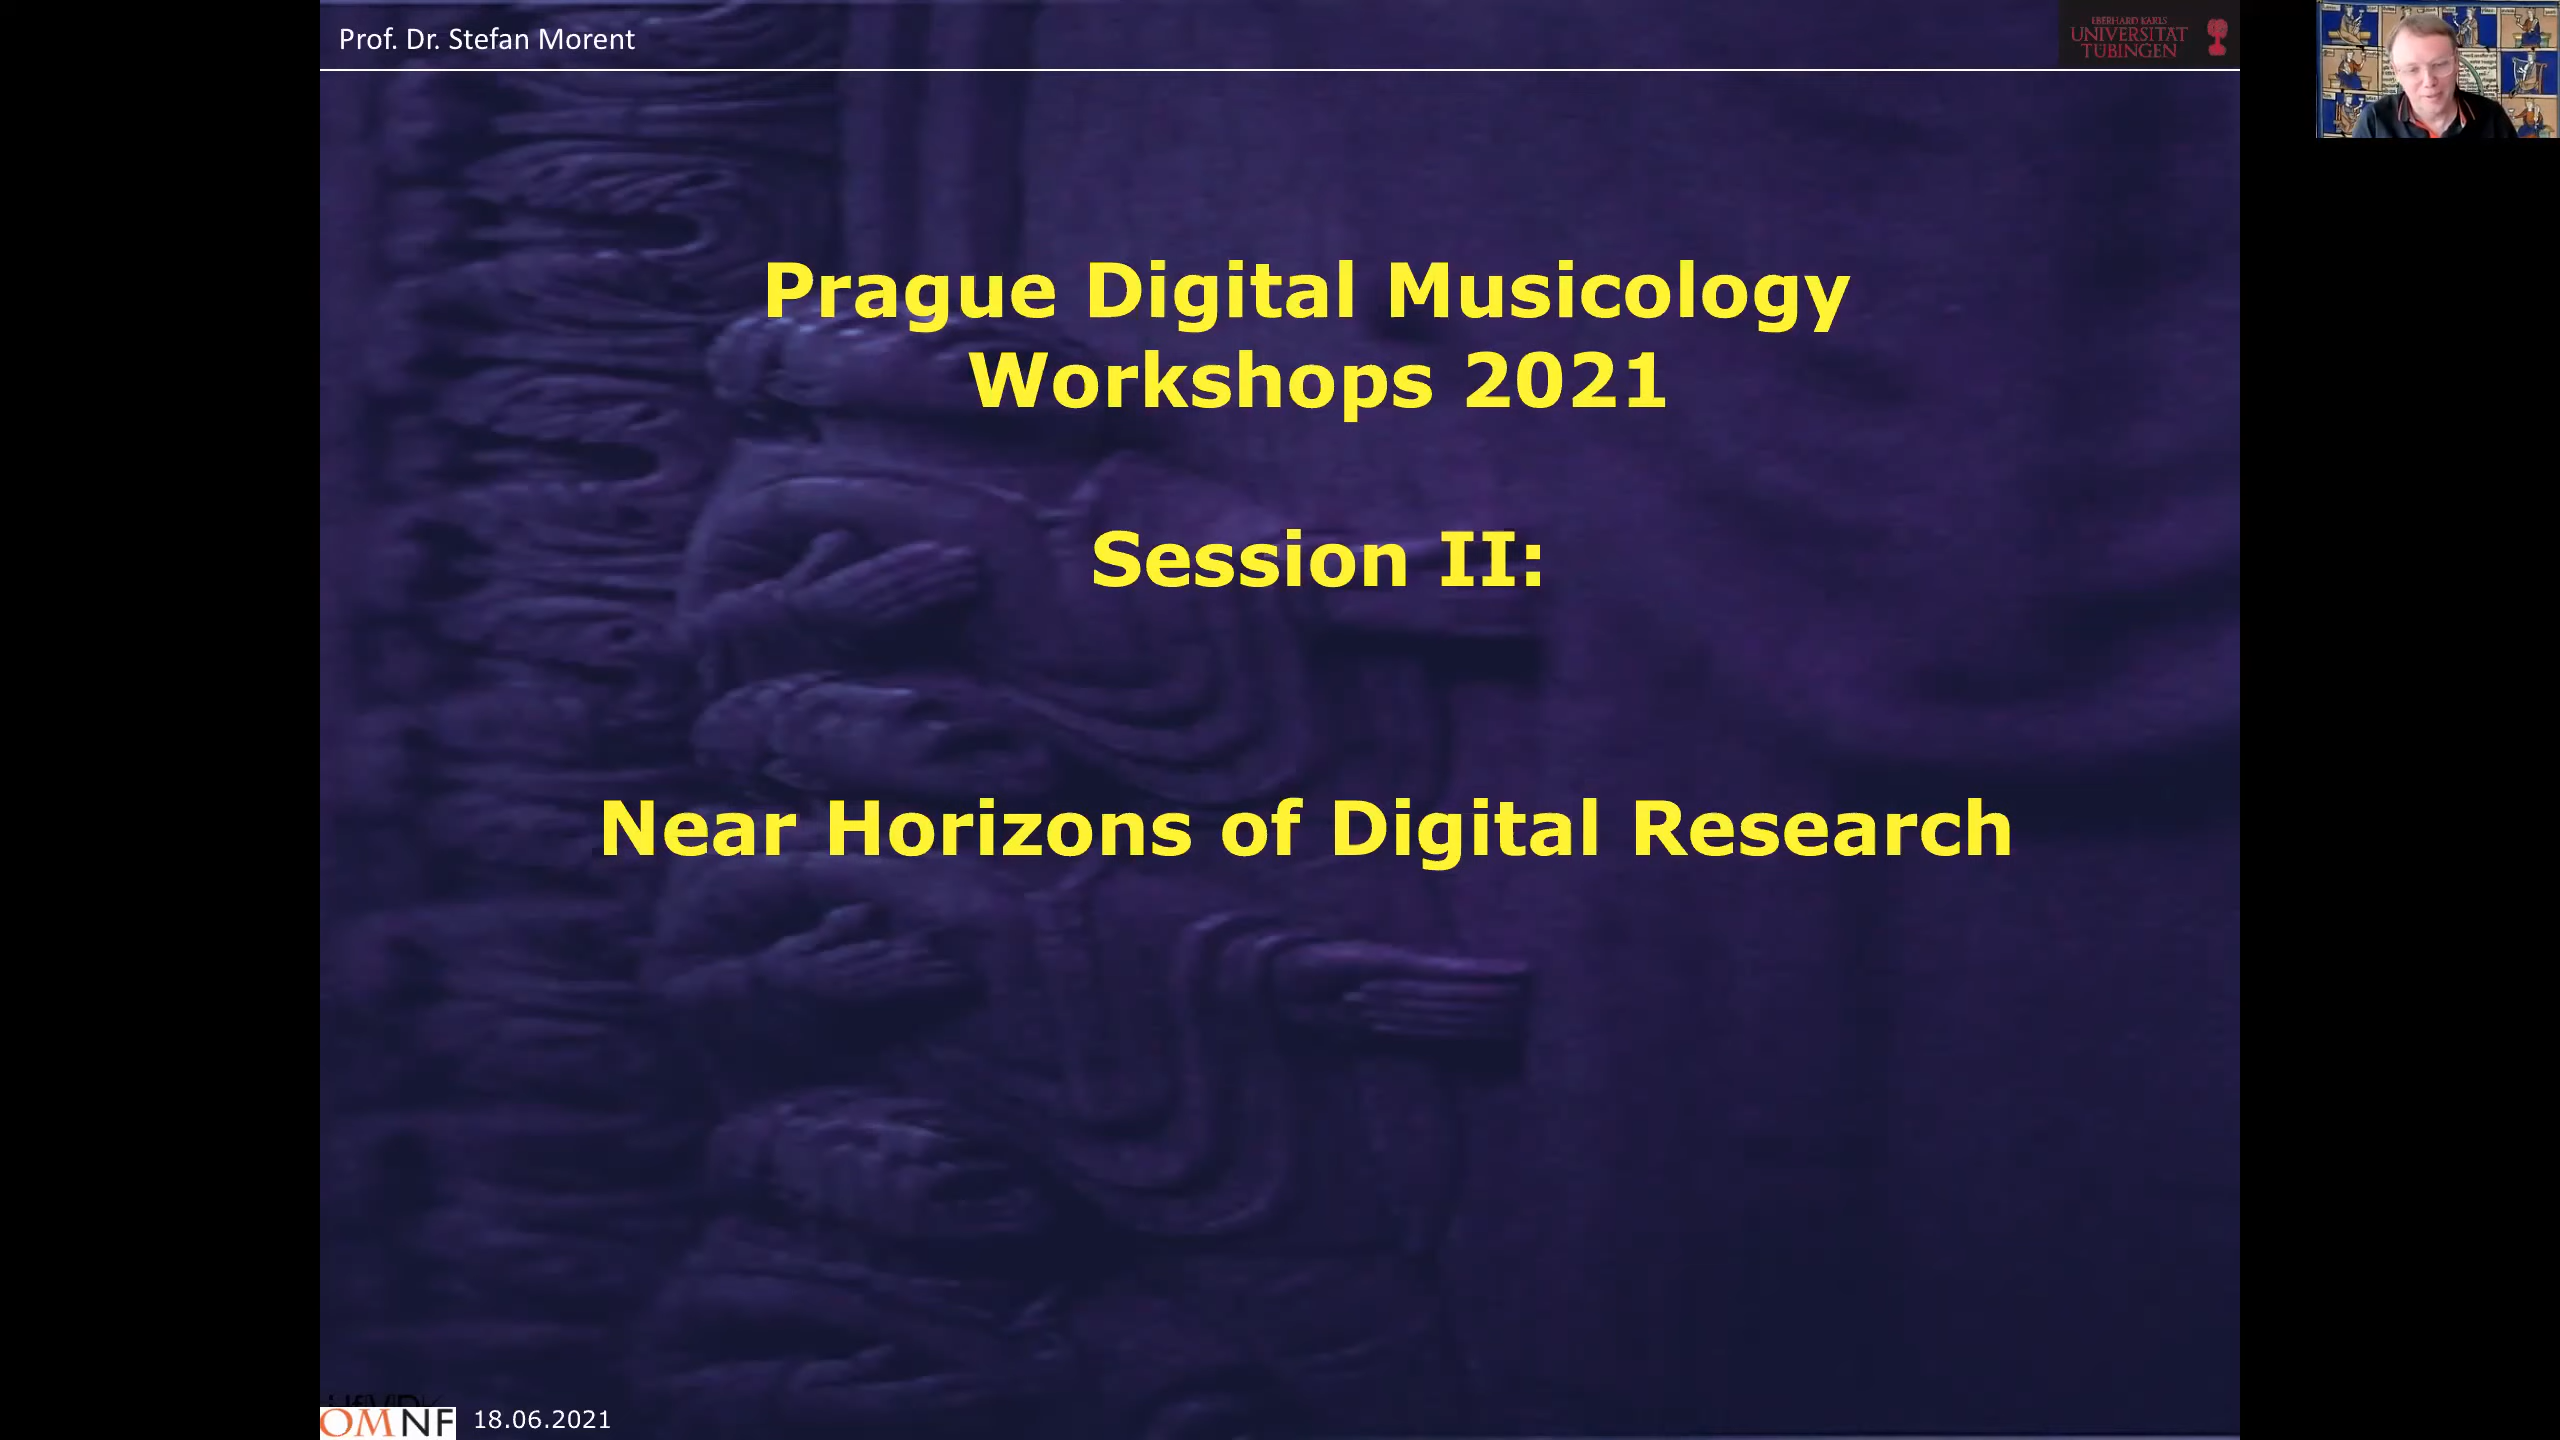 Prof. Dr. Stefan Morent
EBERHARD KARLS
UNIVERSITÄT
TÜBINGEN
Prague Digital Musicology
Workshops 2021
Session II:
Near Horizons of Digital Research
OMNF
18.06.2021